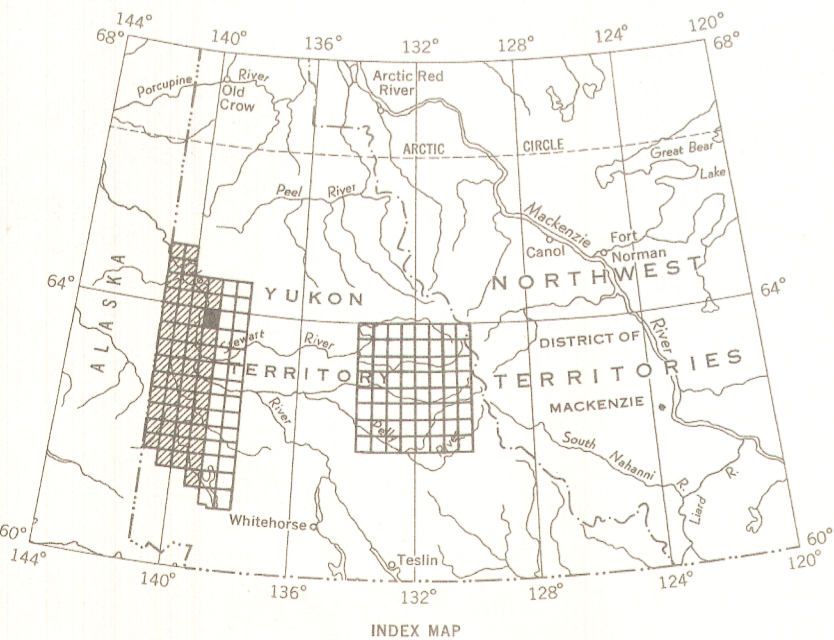 144° 140° 136° 132° 128° 124° 120°
68° 68°
Porcupine River
Old
Crow
Arctic Red
River
ARCTIC CIRCLE
Great Bear
Lake
Peel River
Mackenzie
Canol
Fort
Norman
64° 64°
ALASKA
YUKON
NORTHWEST
Stewart River
DISTRICT OF
River
TERRITORY
TERRITORIES
MACKENZIE
River
Pelly River
South Nahanni R.
Liard R.
Whitehorse
Teslin
60° 60°
144° 140° 136° 132° 128° 124° 120°
INDEX MAP